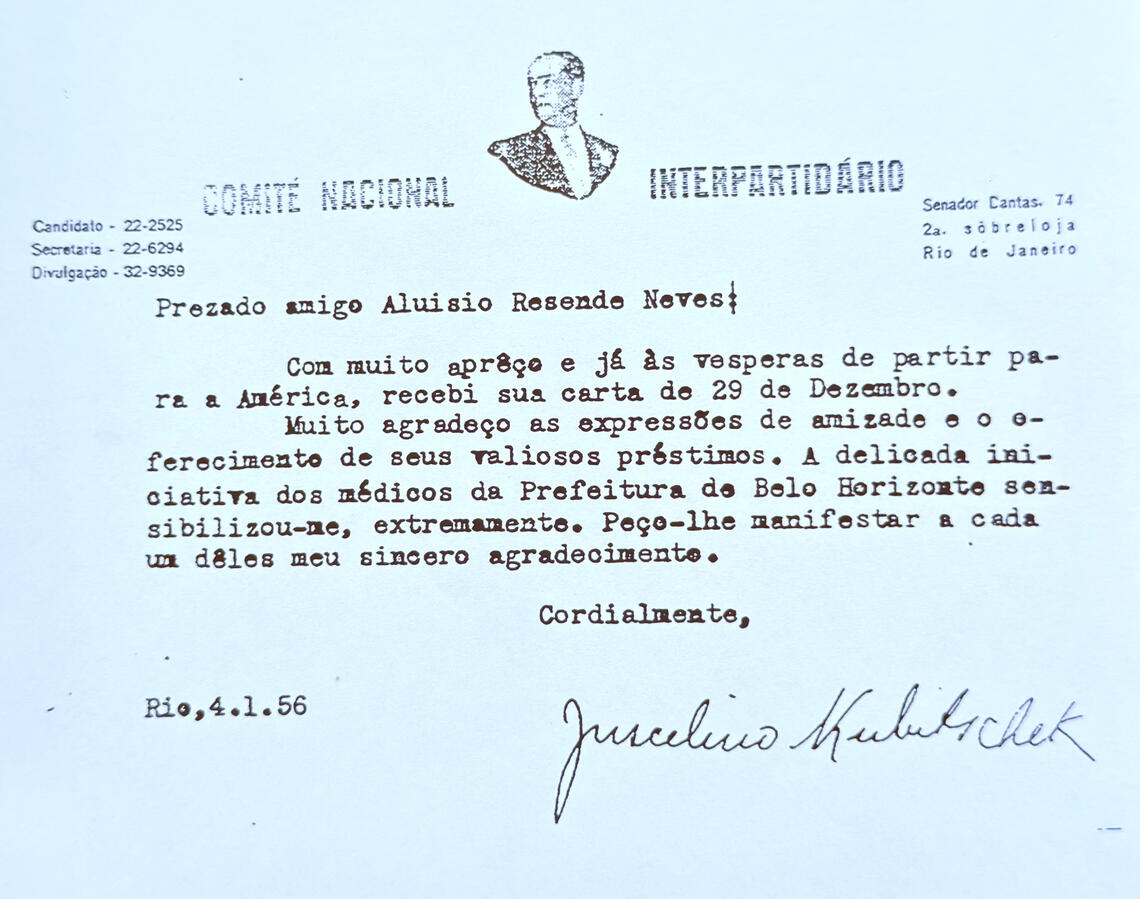 COMITÉ NACIONAL INTERPARTIDÁRIO
Candidato - 22-2525
Secretaria - 22-6294
Divulgação - 32-9369
Senador Dantas. 74
2a. sôbreloja
Rio de Janeiro
Prezado amigo Aluisio Resende Neves:
Com muito aprêço e já às vesperas de partir pa-
ra a América, recebi sua carta de 29 de Dezembro.
Muito agradeço as expressões de amizade e o o-
ferecimento de seus valiosos préstimos. A delicada ini-
ciativa dos médicos da Prefeitura de Belo Horizonte sen-
sibilizou-me, extremamente. Peço-lhe manifestar a cada
um dêles meu sincero agradecimento.
Cordialmente,
Rio,4.1.56
Juscelino Kubitschek